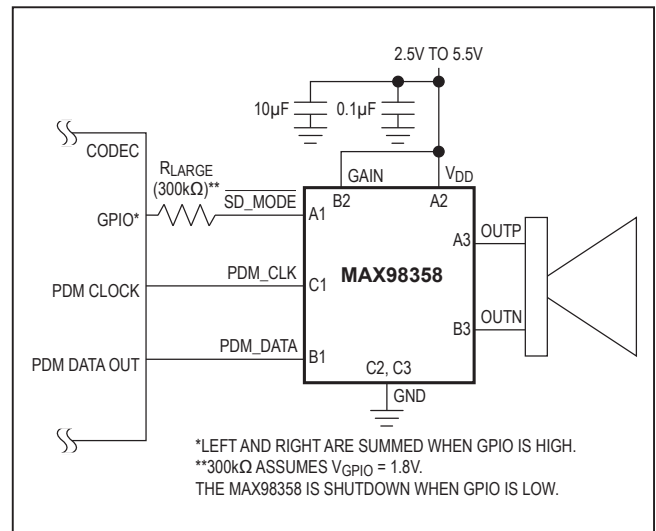 2.5V TO 5.5V
10µF
0.1µF
CODEC
RLARGE
(300kΩ)**
GAIN
VDD
SD_MODE
B2
A2
GPIO*
A1
A3
OUTP
PDM CLOCK
PDM_CLK
C1
MAX98358
B3
OUTN
PDM DATA OUT
PDM_DATA
B1
C2, C3
GND
*LEFT AND RIGHT ARE SUMMED WHEN GPIO IS HIGH.
**300kΩ ASSUMES VGPIO = 1.8V.
THE MAX98358 IS SHUTDOWN WHEN GPIO IS LOW.